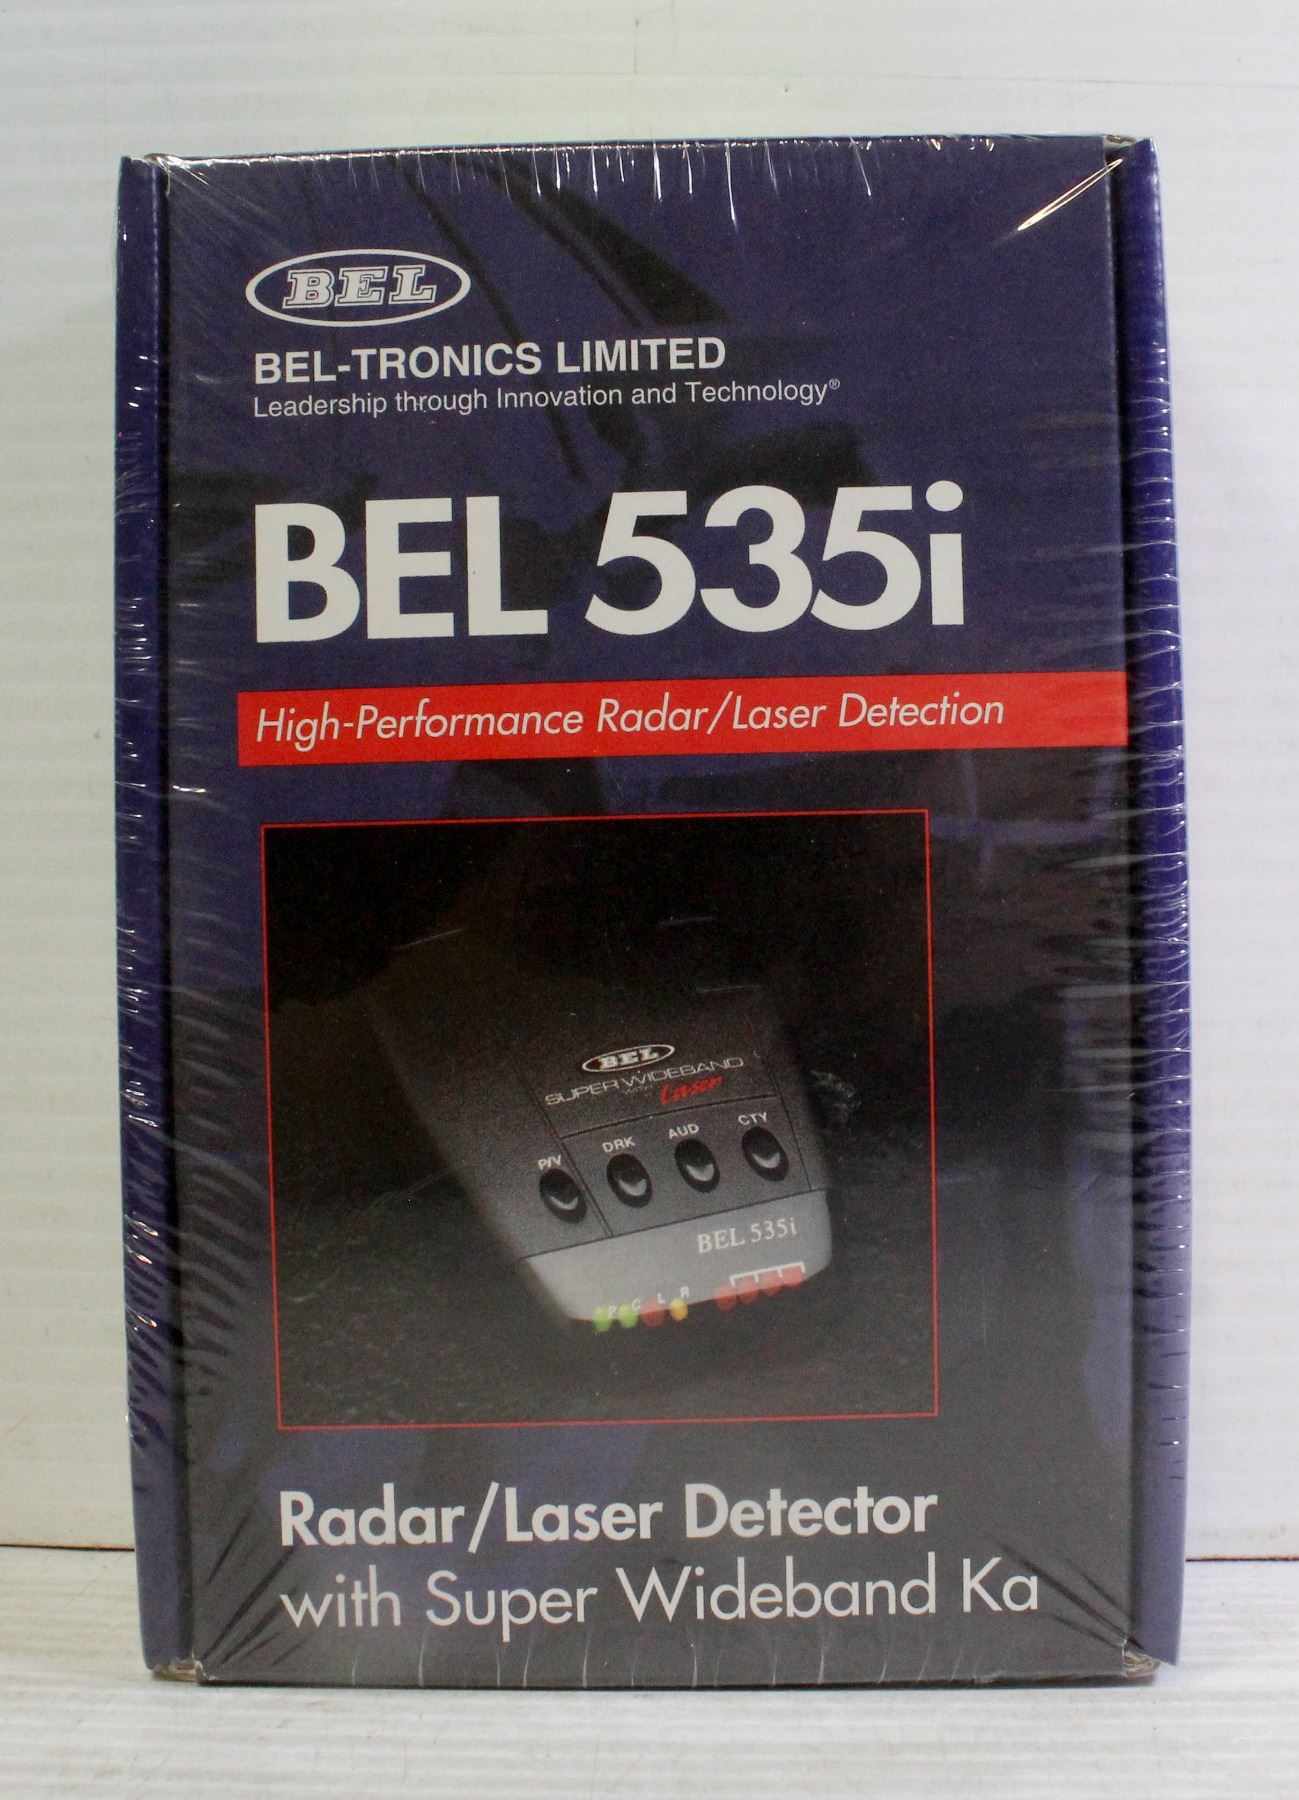 BEL
BEL-TRONICS LIMITED
Leadership through Innovation and Technology®
BEL 535i
High-Performance Radar/Laser Detection
BEL
SUPER WIDEBAND
WITH Laser
P/V DRK AUD CTY
BEL 535i
P C L R
Radar/Laser Detector
with Super Wideband Ka